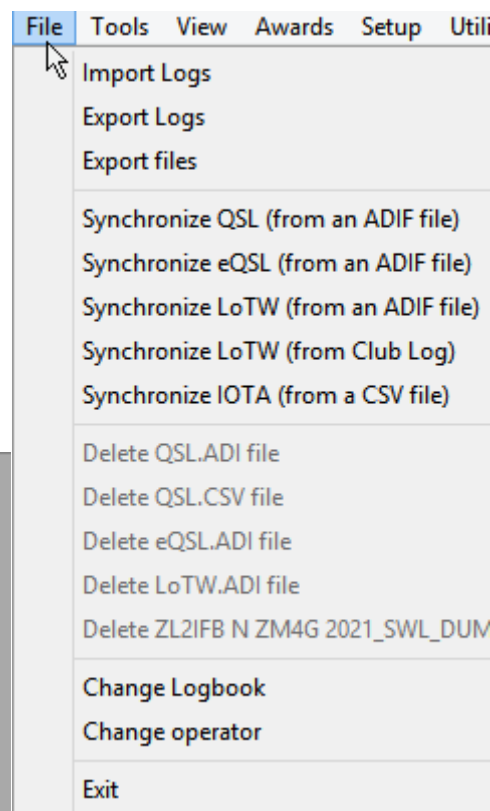 File Tools View Awards Setup Utili
Import Logs
Export Logs
Export files
Synchronize QSL (from an ADIF file)
Synchronize eQSL (from an ADIF file)
Synchronize LoTW (from an ADIF file)
Synchronize LoTW (from Club Log)
Synchronize IOTA (from a CSV file)
Delete QSL.ADI file
Delete QSL.CSV file
Delete eQSL.ADI file
Delete LoTW.ADI file
Delete ZL2IFB N ZM4G 2021_SWL_DUM
Change Logbook
Change operator
Exit